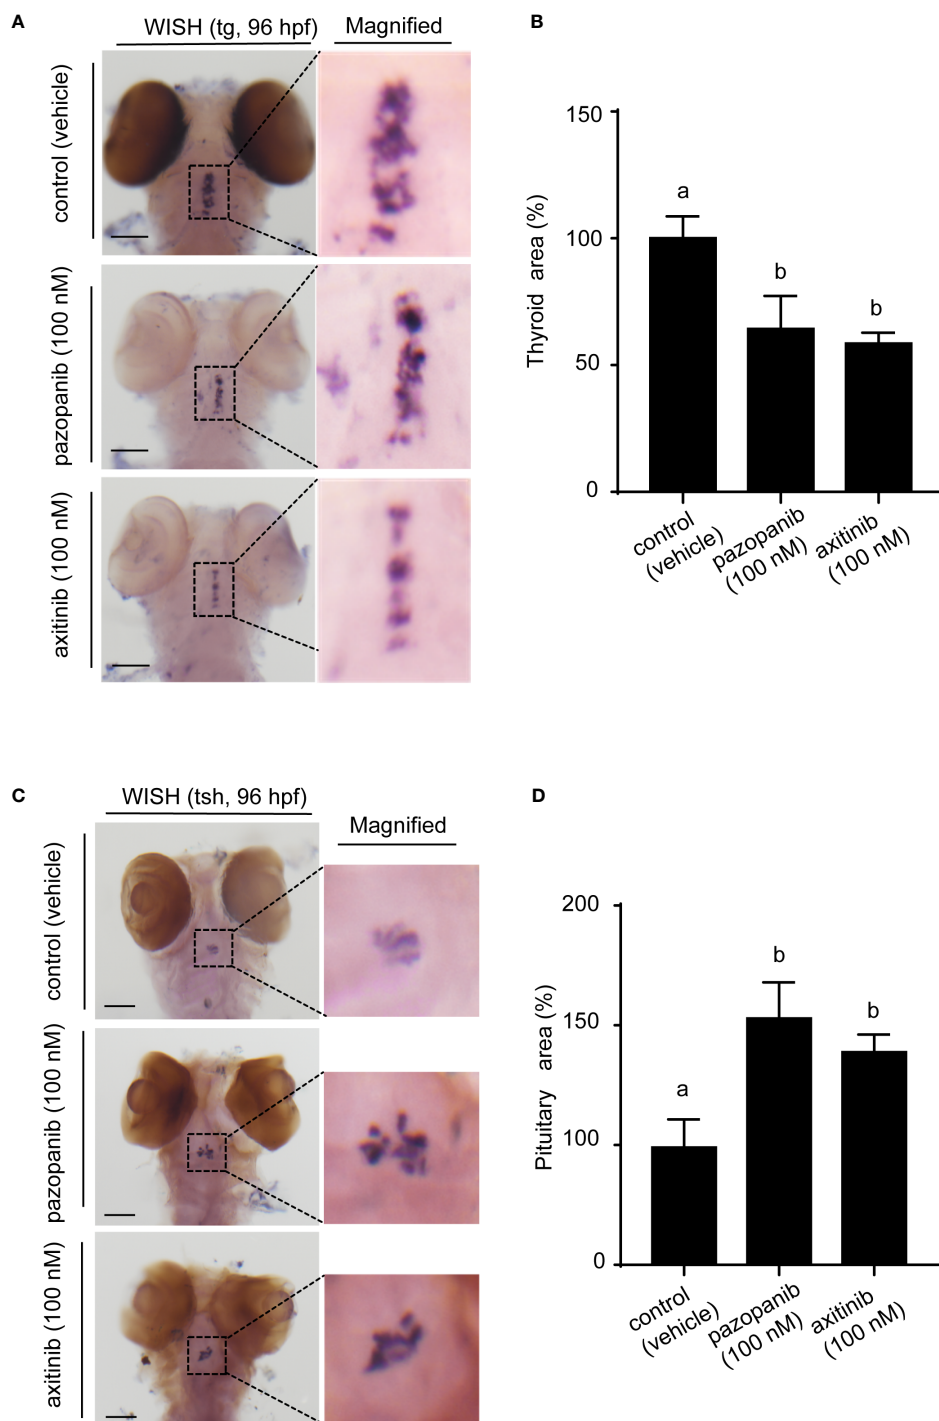 A
WISH (tg, 96 hpf)
Magnified
control (vehicle)
pazopanib (100 nM)
axitinib (100 nM)
B
Thyroid area (%)
150
100
50
0
a
b
b
control
(vehicle)
pazopanib
(100 nM)
axitinib
(100 nM)
C
WISH (tsh, 96 hpf)
Magnified
control (vehicle)
pazopanib (100 nM)
axitinib (100 nM)
D
Pituitary area (%)
200
150
100
0
a
b
b
control
(vehicle)
pazopanib
(100 nM)
axitinib
(100 nM)